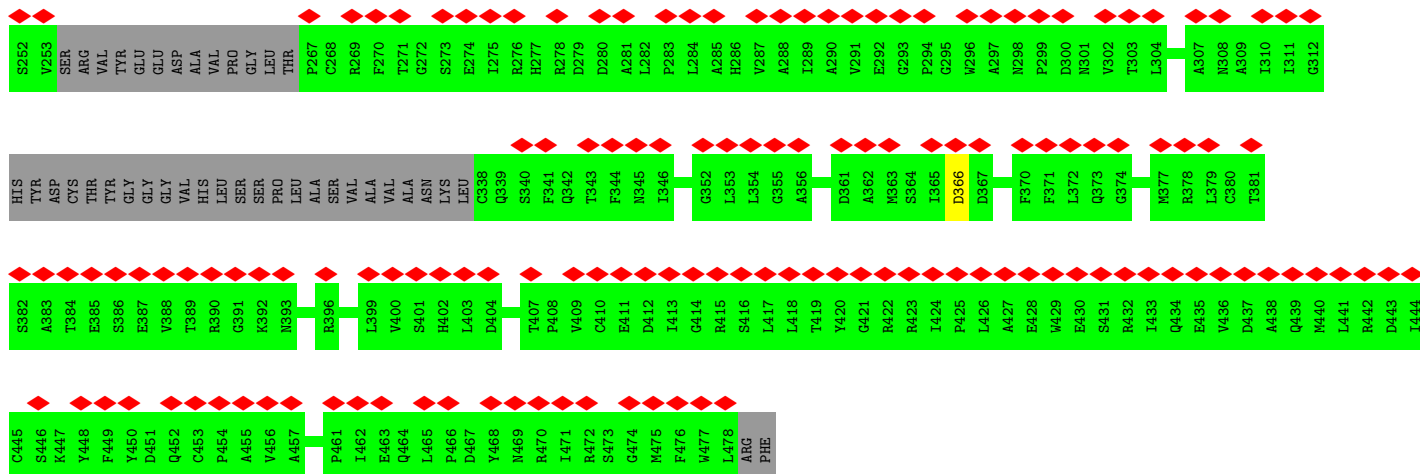 S252 V253 SER ARG VAL TYR GLU GLU ASP ALA VAL PRO GLY LEU THR P267 C268 R269 F270 T271 G272 S273 E274 I275 R276 H277 R278 D279 D280 A281 L282 P283 L284 A285 H286 V287 A288 I289 A290 V291 E292 G293 P294 G295 W296 A297 N298 P299 D300 N301 V302 T303 L304 A307 N308 A309 I310 I311 G312
HIS TYR ASP CYS THR TYR GLY GLY GLY VAL HIS LEU SER SER PRO LEU ALA SER VAL ALA VAL ALA ASN LYS LEU C338 Q339 S340 F341 Q342 T343 F344 N345 I346 G352 L353 L354 G355 A356 D361 A362 M363 S364 I365 D366 D367 F370 F371 L372 Q373 G374 M377 R378 L379 C380 T381
S382 A383 T384 E385 S386 E387 V388 T389 R390 G391 K392 N393 R396 L399 V400 S401 H402 L403 D404 T407 P408 V409 C410 E411 D412 I413 G414 R415 S416 L417 L418 T419 Y420 G421 R422 R423 I424 P425 L426 A427 E428 W429 E430 S431 R432 I433 Q434 E435 V436 D437 A438 Q439 M440 L441 R442 D443 I444
C445 S446 K447 Y448 F449 Y450 D451 Q452 C453 P454 A455 V456 A457 P461 I462 E463 Q464 L465 P466 D467 Y468 N469 R470 I471 R472 S473 G474 M475 F476 W477 L478 ARG PHE